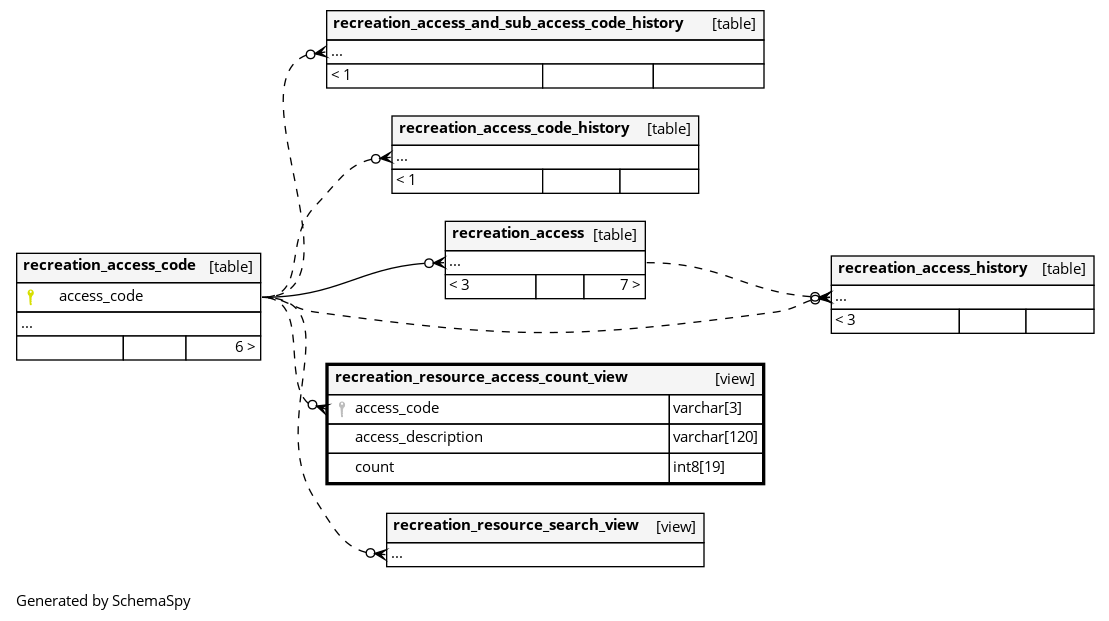 recreation_access_and_sub_access_code_history [table]
...
< 1
recreation_access_code_history [table]
...
< 1
recreation_access [table]
...
< 3 7 >
recreation_access_code [table]
access_code
...
6 >
recreation_access_history [table]
...
< 3
recreation_resource_access_count_view [view]
access_code varchar[3]
access_description varchar[120]
count int8[19]
recreation_resource_search_view [view]
...
Generated by SchemaSpy